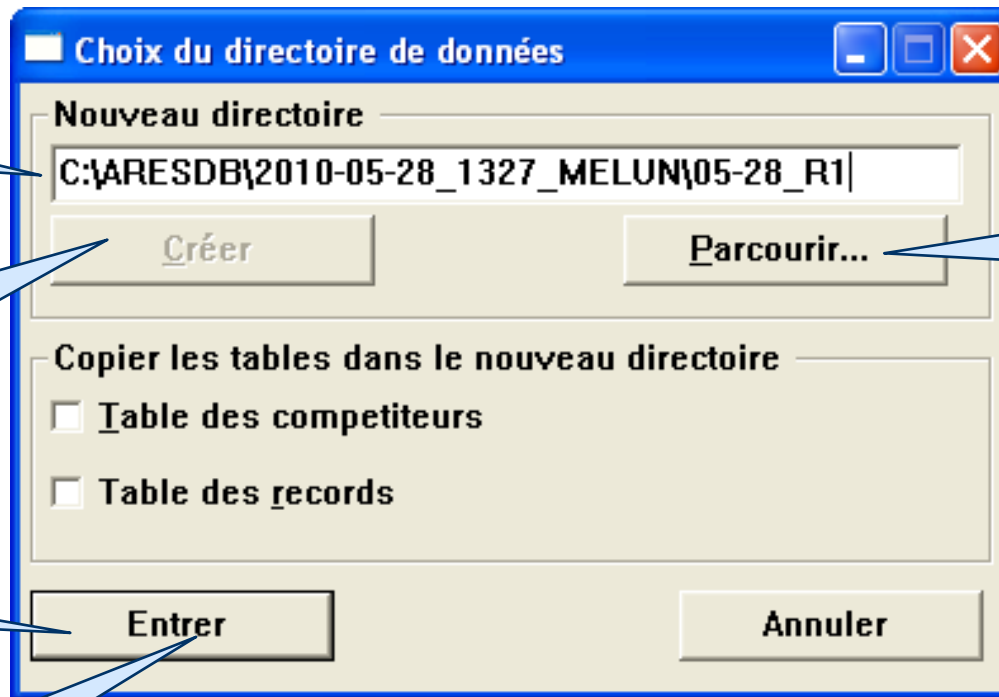 Choix du directoire de données
Nouveau directoire
C:\ARESDB\2010-05-28_1327_MELUN\05-28_R1
Créer
Parcourir...
Copier les tables dans le nouveau directoire
Table des competiteurs
Table des records
Entrer
Annuler